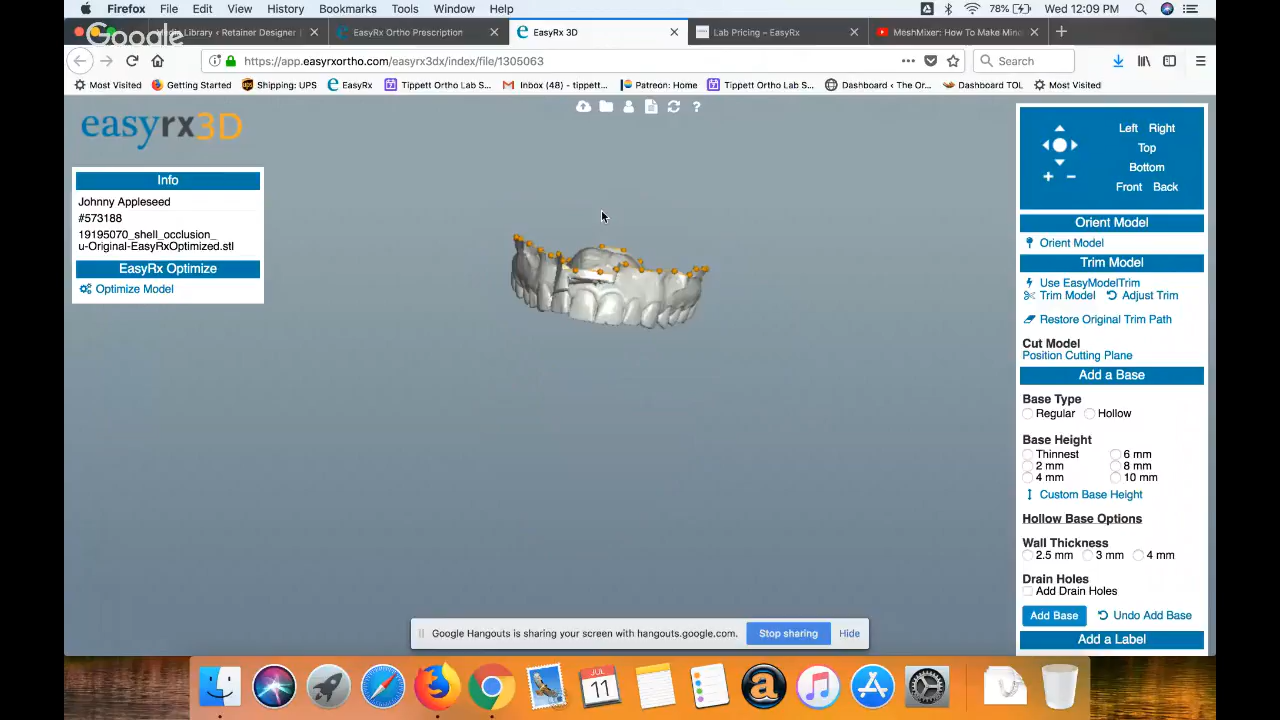 Firefox File Edit View History Bookmarks Tools Window Help
78% Wed 12:09 PM
Google
Library ‹ Retainer Designer
EasyRx Ortho Prescription
EasyRx 3D
Lab Pricing – EasyRx
MeshMixer: How To Make Min
https://app.easyrxortho.com/easyrx3dx/index/file/1305063
Search
Most Visited
Getting Started
Shipping: UPS
EasyRx
Tippett Ortho Lab S...
Inbox (48) - tippett...
Patreon: Home
Tippett Ortho Lab S...
Dashboard ‹ The O...
Dashboard TOL
Most Visited
easyrx3D
Info
Johnny Appleseed
#573188
19195070_shell_occlusion_
u-Original-EasyRxOptimized.stl
EasyRx Optimize
Optimize Model
Left Right
Top
Bottom
Front Back
Orient Model
Orient Model
Trim Model
Use EasyModelTrim
Trim Model Adjust Trim
Restore Original Trim Path
Cut Model
Position Cutting Plane
Add a Base
Base Type
Regular Hollow
Base Height
Thinnest 6 mm
2 mm 8 mm
4 mm 10 mm
Custom Base Height
Hollow Base Options
Wall Thickness
2.5 mm 3 mm 4 mm
Drain Holes
Add Drain Holes
Add Base Undo Add Base
Add a Label
Google Hangouts is sharing your screen with hangouts.google.com. Stop sharing Hide
JUL
11